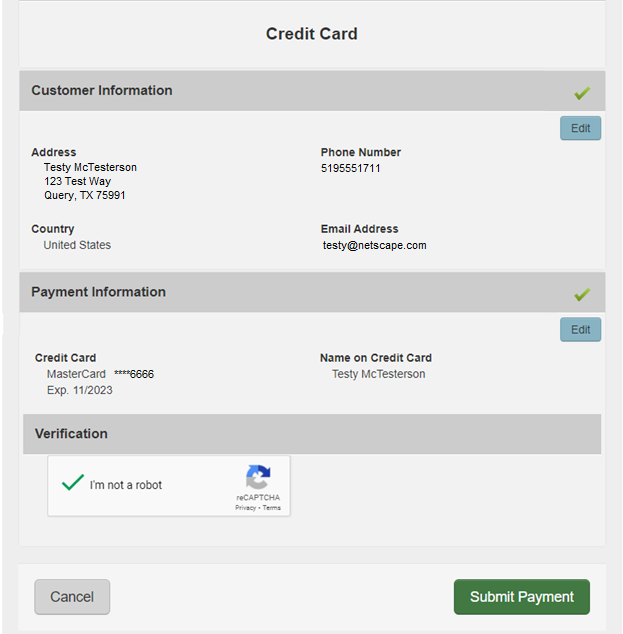 Credit Card
Customer Information
Edit
Address
Phone Number
Testy McTesterson
5195551711
123 Test Way
Query, TX 75991
Country
Email Address
United States
testy@netscape.com
Payment Information
Edit
Credit Card
Name on Credit Card
MasterCard ****6666
Testy McTesterson
Exp. 11/2023
Verification
I'm not a robot
reCAPTCHA
Privacy • Terms
Cancel
Submit Payment